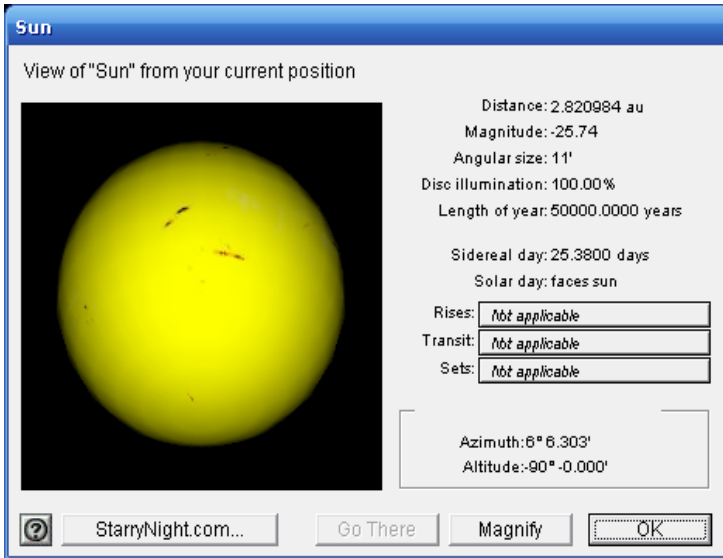 Sun
View of "Sun" from your current position
Distance: 2.820984 au
Magnitude: -25.74
Angular size: 11'
Disc illumination: 100.00%
Length of year: 50000.0000 years
Sidereal day: 25.3800 days
Solar day: faces sun
Rises: Not applicable
Transit: Not applicable
Sets: Not applicable
Azimuth:6° 6.303'
Altitude:-90° -0.000'
? StarryNight.com... Go There Magnify OK